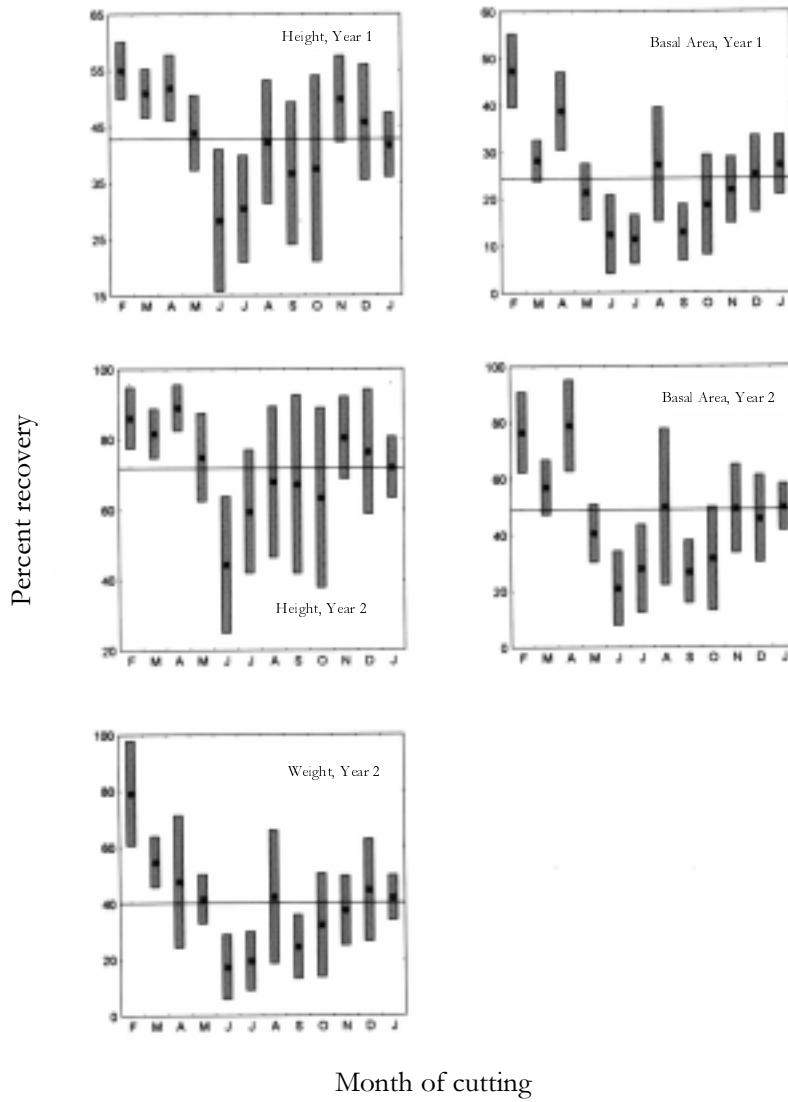 Height, Year 1
65
55
45
35
25
15
F M A M J J A S O N D J
Basal Area, Year 1
60
50
40
30
20
10
0
F M A M J J A S O N D J
Percent recovery
Height, Year 2
100
80
60
40
20
F M A M J J A S O N D J
Basal Area, Year 2
100
80
60
40
20
0
F M A M J J A S O N D J
Weight, Year 2
100
80
60
40
20
0
F M A M J J A S O N D J
Month of cutting